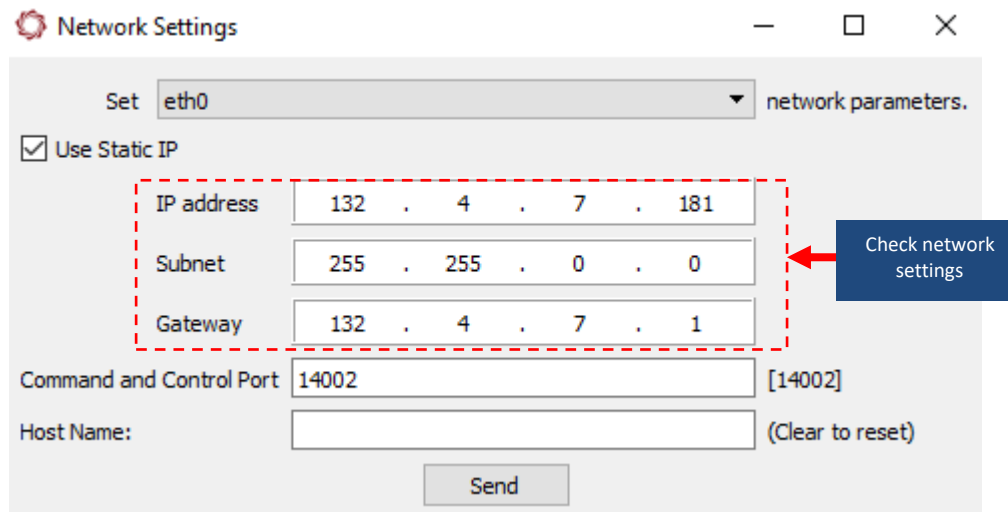 Network Settings
Set eth0 network parameters.
Use Static IP
IP address 132 . 4 . 7 . 181
Subnet 255 . 255 . 0 . 0
Check network
settings
Gateway 132 . 4 . 7 . 1
Command and Control Port 14002 [14002]
Host Name: (Clear to reset)
Send